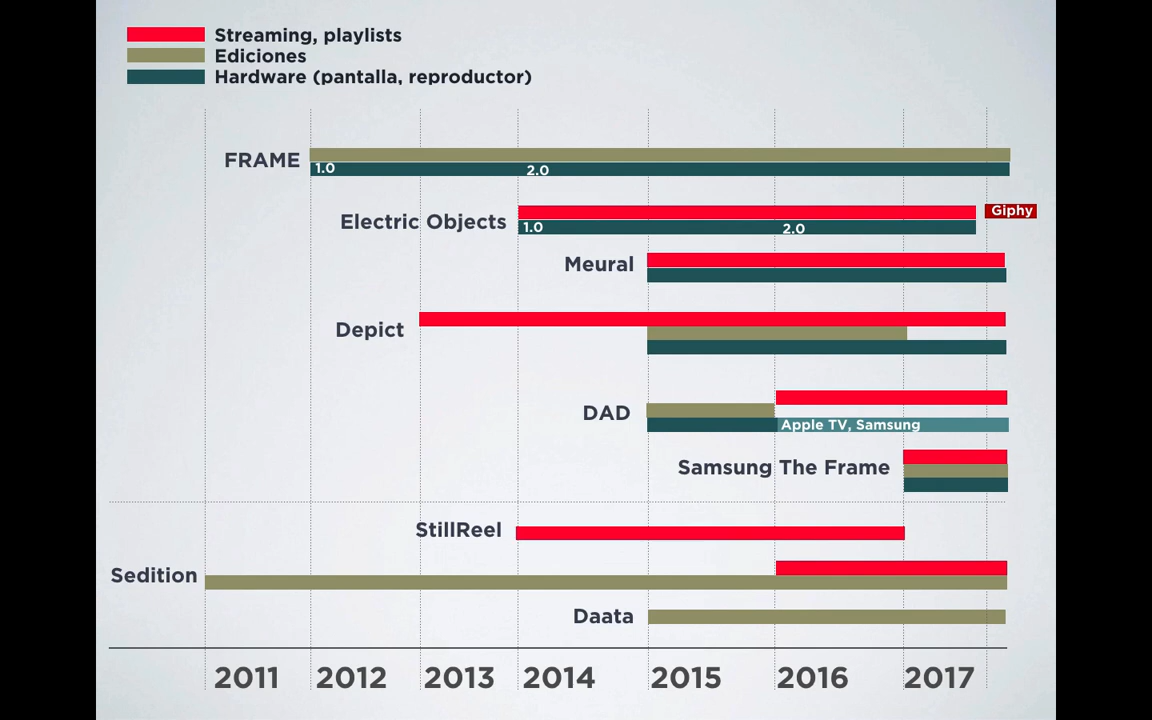 Streaming, playlists
Ediciones
Hardware (pantalla, reproductor)
FRAME
1.0
2.0
Electric Objects
1.0
2.0
Giphy
Meural
Depict
DAD
Apple TV, Samsung
Samsung The Frame
StillReel
Sedition
Daata
2011 2012 2013 2014 2015 2016 2017